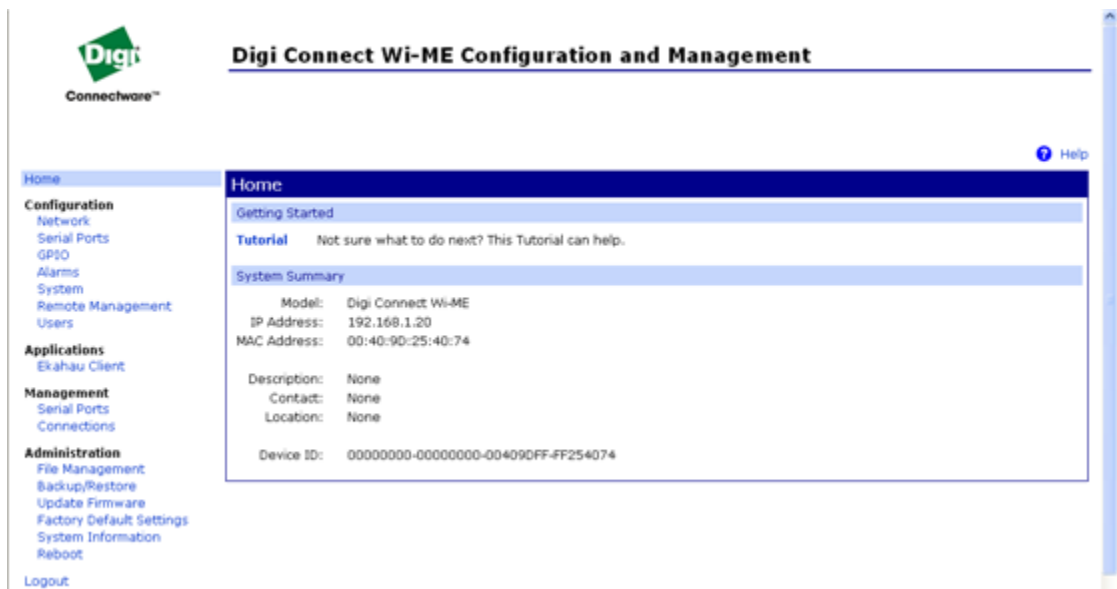 Digi
Connectware™
Digi Connect Wi-ME Configuration and Management
? Help
Home
Configuration
Network
Serial Ports
GPIO
Alarms
System
Remote Management
Users
Applications
Ekahau Client
Management
Serial Ports
Connections
Administration
File Management
Backup/Restore
Update Firmware
Factory Default Settings
System Information
Reboot
Logout
Home
Getting Started
Tutorial Not sure what to do next? This Tutorial can help.
System Summary
Model: Digi Connect Wi-ME
IP Address: 192.168.1.20
MAC Address: 00:40:9D:25:40:74
Description: None
Contact: None
Location: None
Device ID: 00000000-00000000-00409DFF-FF254074